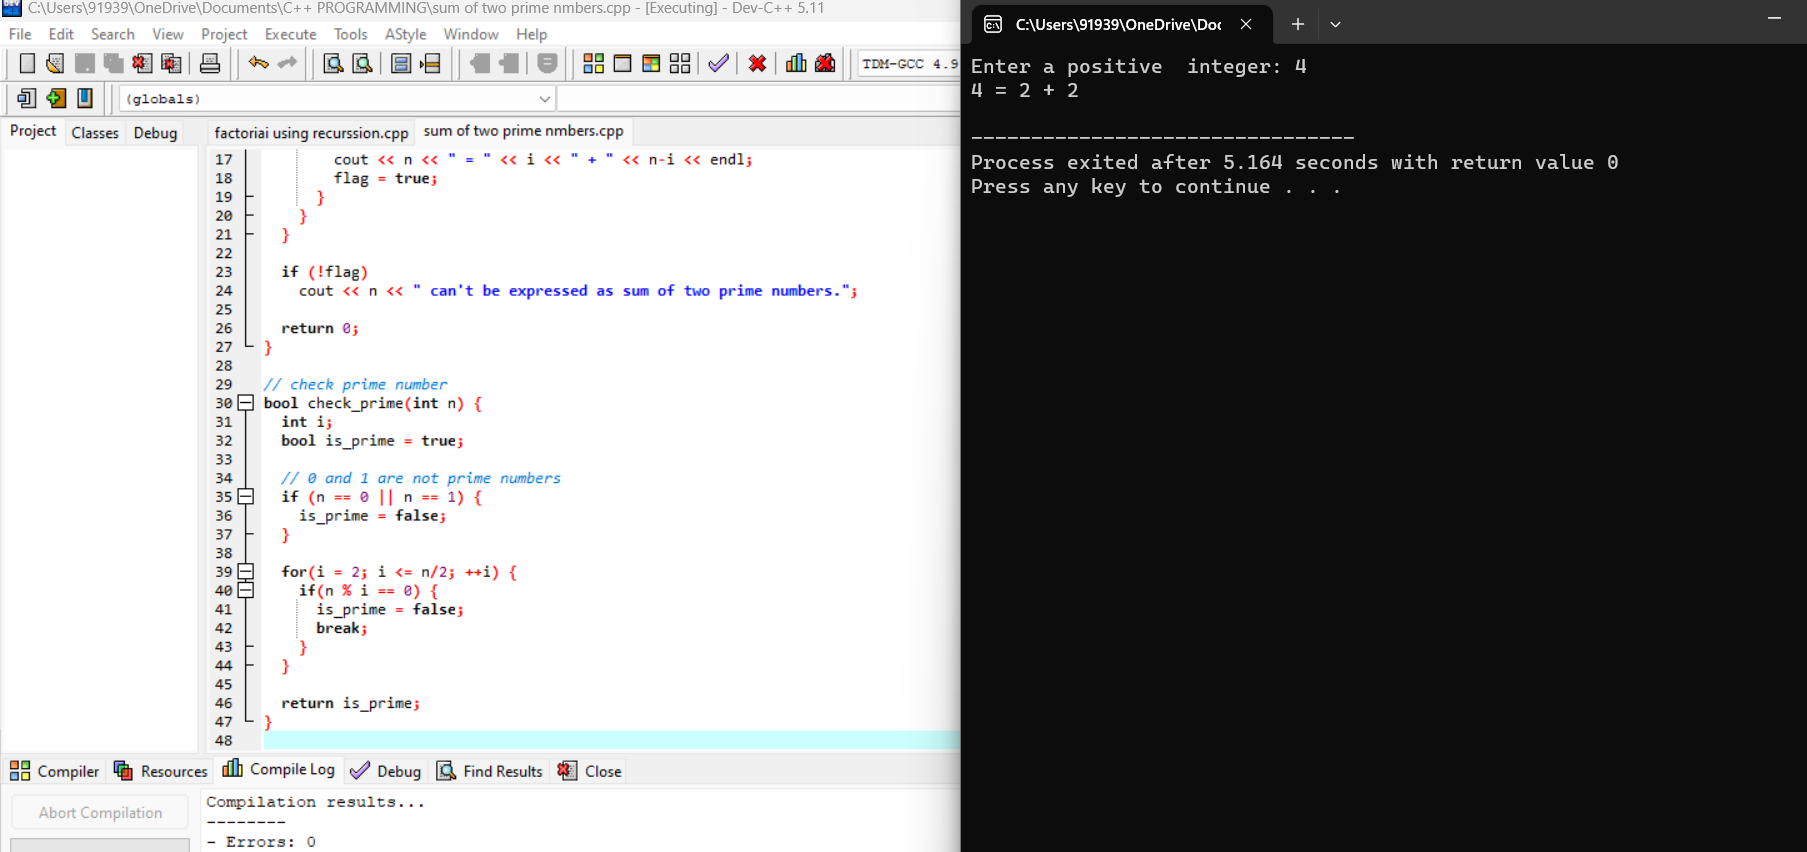 C:\Users\91939\OneDrive\Documents\C++ PROGRAMMING\sum of two prime nmbers.cpp - [Executing] - Dev-C++ 5.11
File Edit Search View Project Execute Tools AStyle Window Help
TDM-GCC 4.9
(globals)
Project Classes Debug
factoriai using recurssion.cpp sum of two prime nmbers.cpp
17 cout << n << " = " << i << " + " << n-i << endl;
18 flag = true;
19 }
20 }
21 }
22
23 if (!flag)
24 cout << n << " can't be expressed as sum of two prime numbers.";
25
26 return 0;
27 }
28
29 // check prime number
30 bool check_prime(int n) {
31 int i;
32 bool is_prime = true;
33
34 // 0 and 1 are not prime numbers
35 if (n == 0 || n == 1) {
36 is_prime = false;
37 }
38
39 for(i = 2; i <= n/2; ++i) {
40 if(n % i == 0) {
41 is_prime = false;
42 break;
43 }
44 }
45
46 return is_prime;
47 }
48
Compiler Resources Compile Log Debug Find Results Close
Abort Compilation
Compilation results...
--------
- Errors: 0
C:\Users\91939\OneDrive\Doc
Enter a positive  integer: 4
4 = 2 + 2
--------------------------------
Process exited after 5.164 seconds with return value 0
Press any key to continue . . .